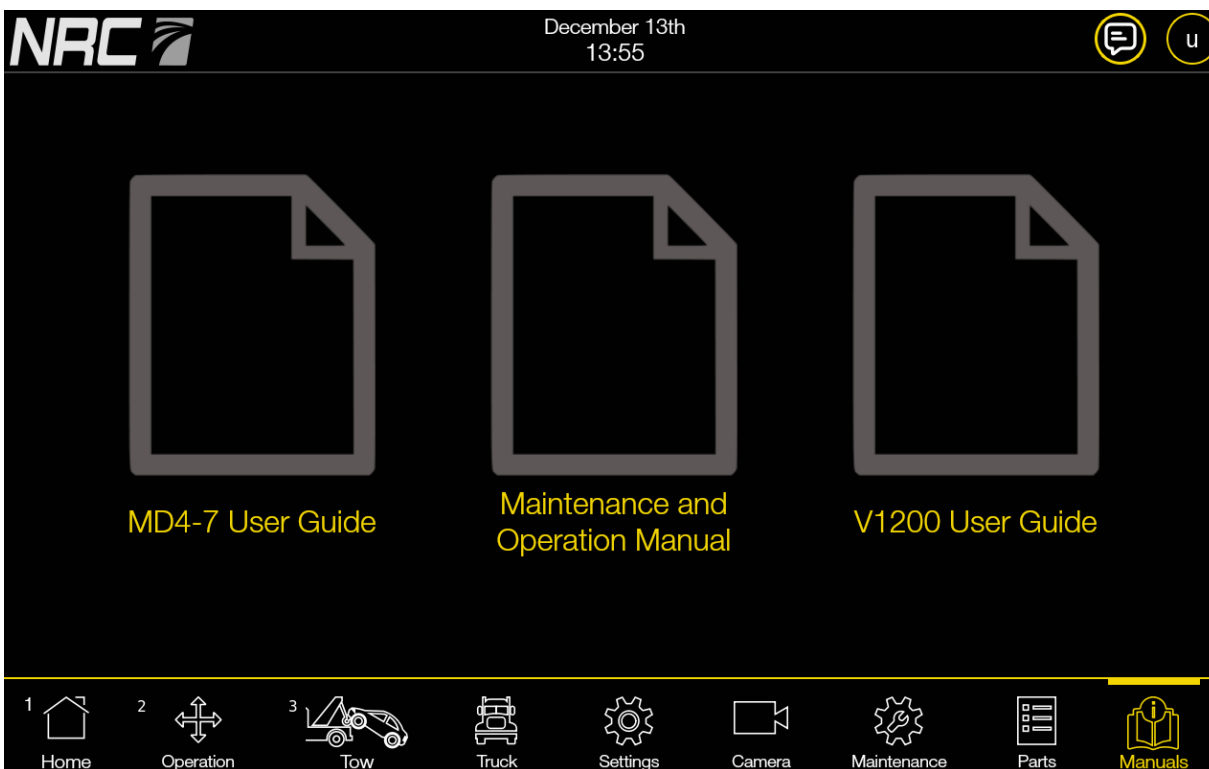 NRC
December 13th
13:55
u
MD4-7 User Guide
Maintenance and
Operation Manual
V1200 User Guide
1
2
3
Home
Operation
Tow
Truck
Settings
Camera
Maintenance
Parts
i
Manuals